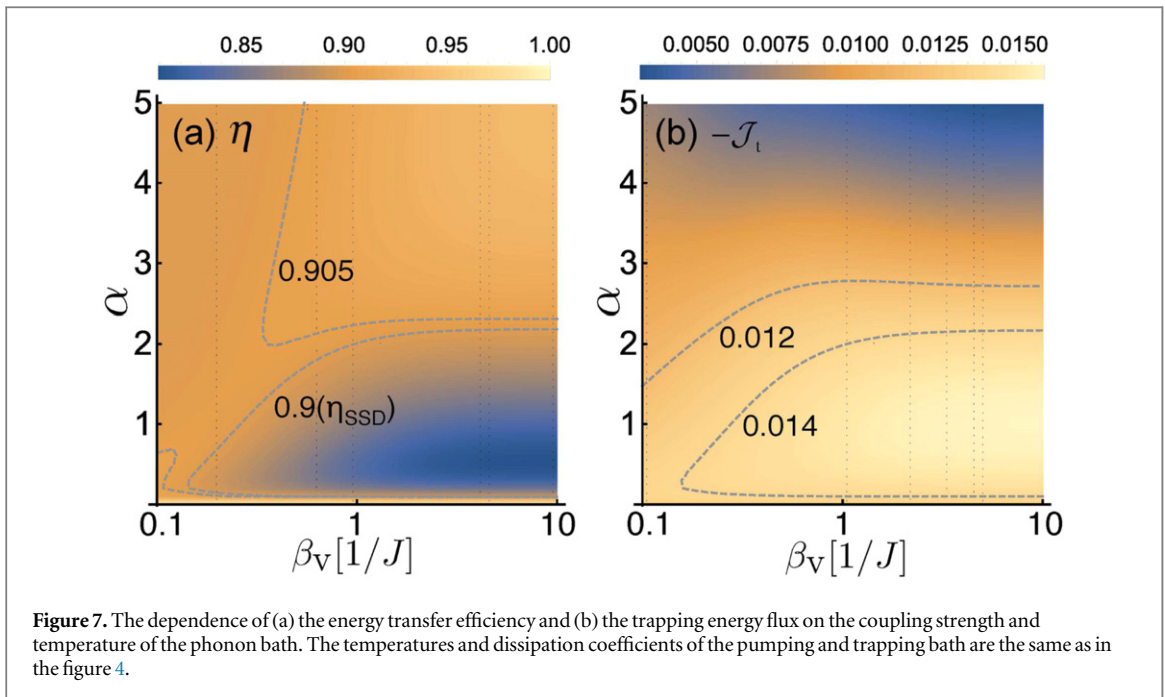 0.85 0.90 0.95 1.00
0.0050 0.0075 0.0100 0.0125 0.0150
(a) η
5
4
3
2
1
α
0.905
0.9(ηSSD)
0.1 1 10
βV[1/J]
(b) −𝒥t
5
4
3
2
1
α
0.012
0.014
0.1 1 10
βV[1/J]
Figure 7. The dependence of (a) the energy transfer efficiency and (b) the trapping energy flux on the coupling strength and
temperature of the phonon bath. The temperatures and dissipation coefficients of the pumping and trapping bath are the same as in
the figure 4.